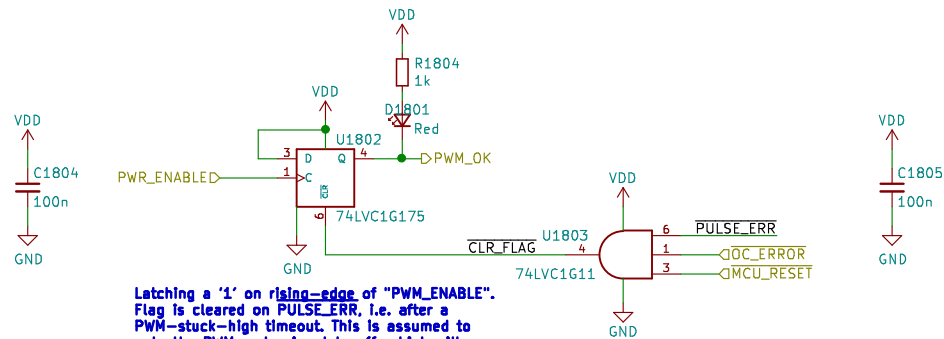 VDD
R1804
1k
VDD
D1801
Red
VDD
U1802
VDD
C1804
100n
GND
3
D
Q
4
PWM_OK
PWR_ENABLE
1
C
CLR
6
74LVC1G175
GND
VDD
C1805
100n
GND
VDD
PULSE_ERR
6
U1803
CLR_FLAG
4
1
OC_ERROR
74LVC1G11
3
MCU_RESET
GND
Latching a '1' on rising-edge of "PWM_ENABLE".
Flag is cleared on PULSE_ERR, i.e. after a
PWM-stuck-high timeout. This is assumed to